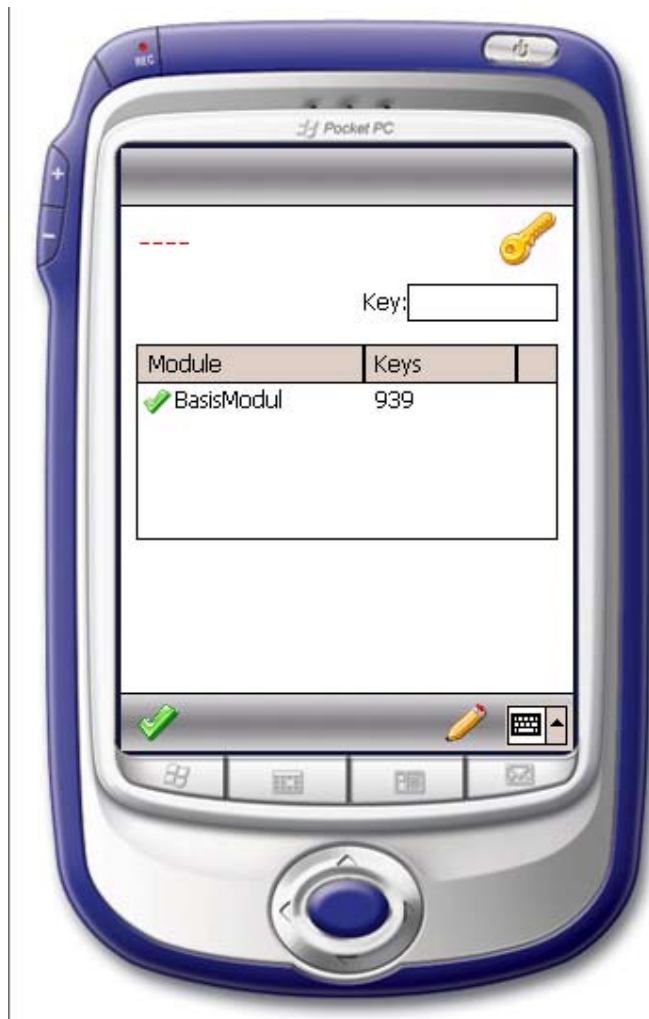 REC
Pocket PC
----
Key:
Module Keys
BasisModul 939